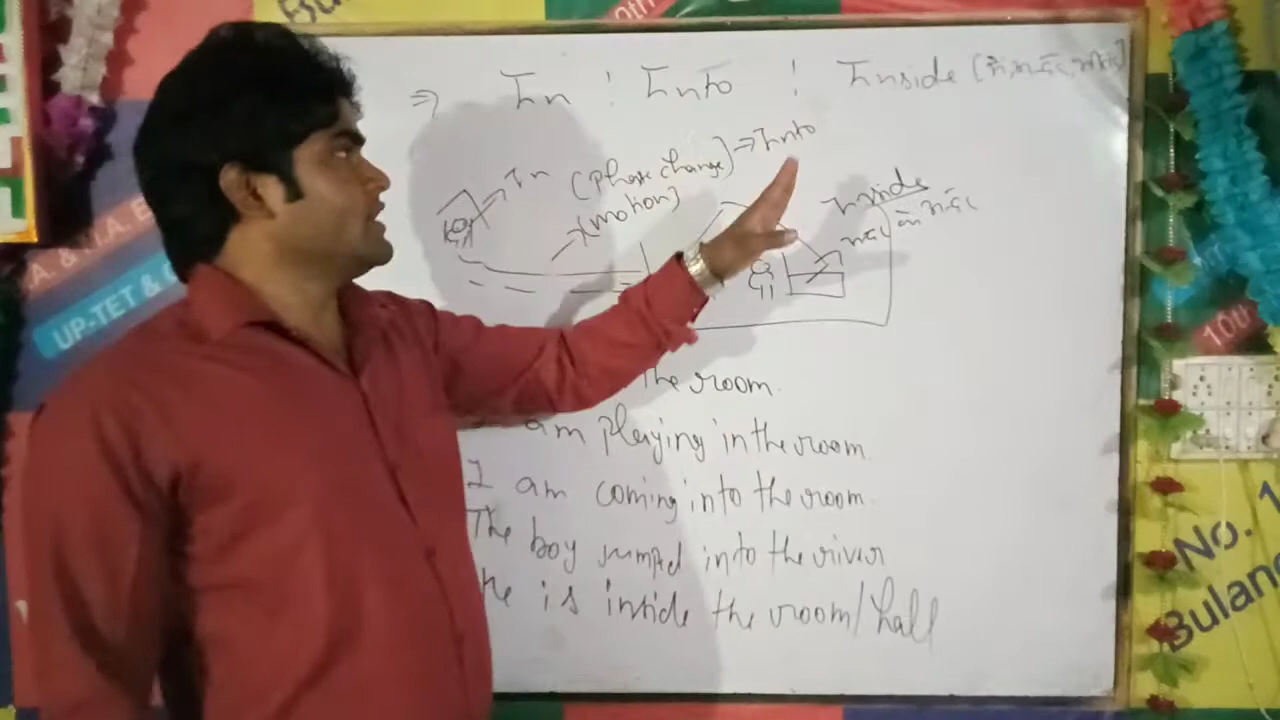 ⇒ In : Into : Inside
In (Phase change) ⇒ Into
(motion)
Inside
the room.
am playing in the room.
I am coming into the room.
The boy jumped into the river
He is inside the room/hall
UP-TET &
10th
No. 1
Bulan